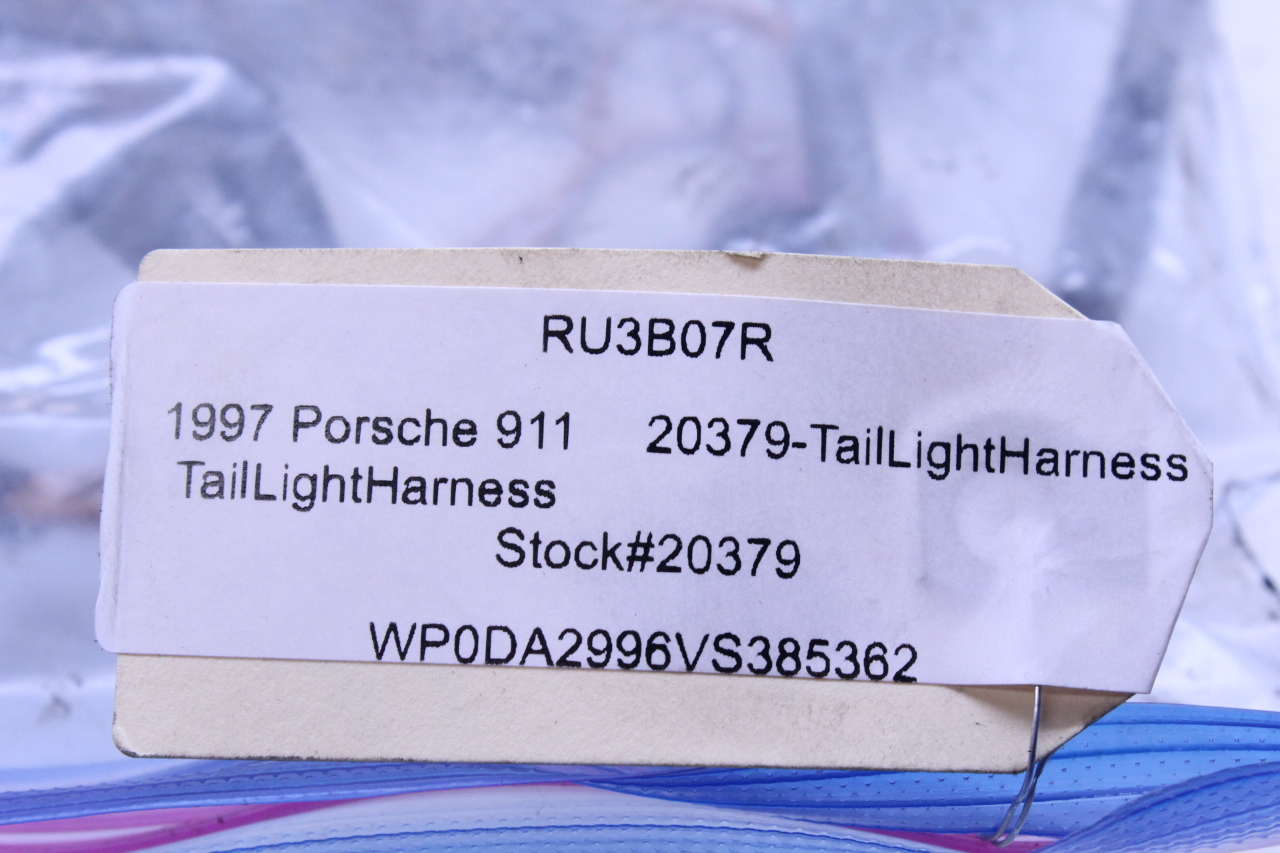 RU3B07R
1997 Porsche 911 20379-TailLightHarness
TailLightHarness
Stock#20379
WP0DA2996VS385362